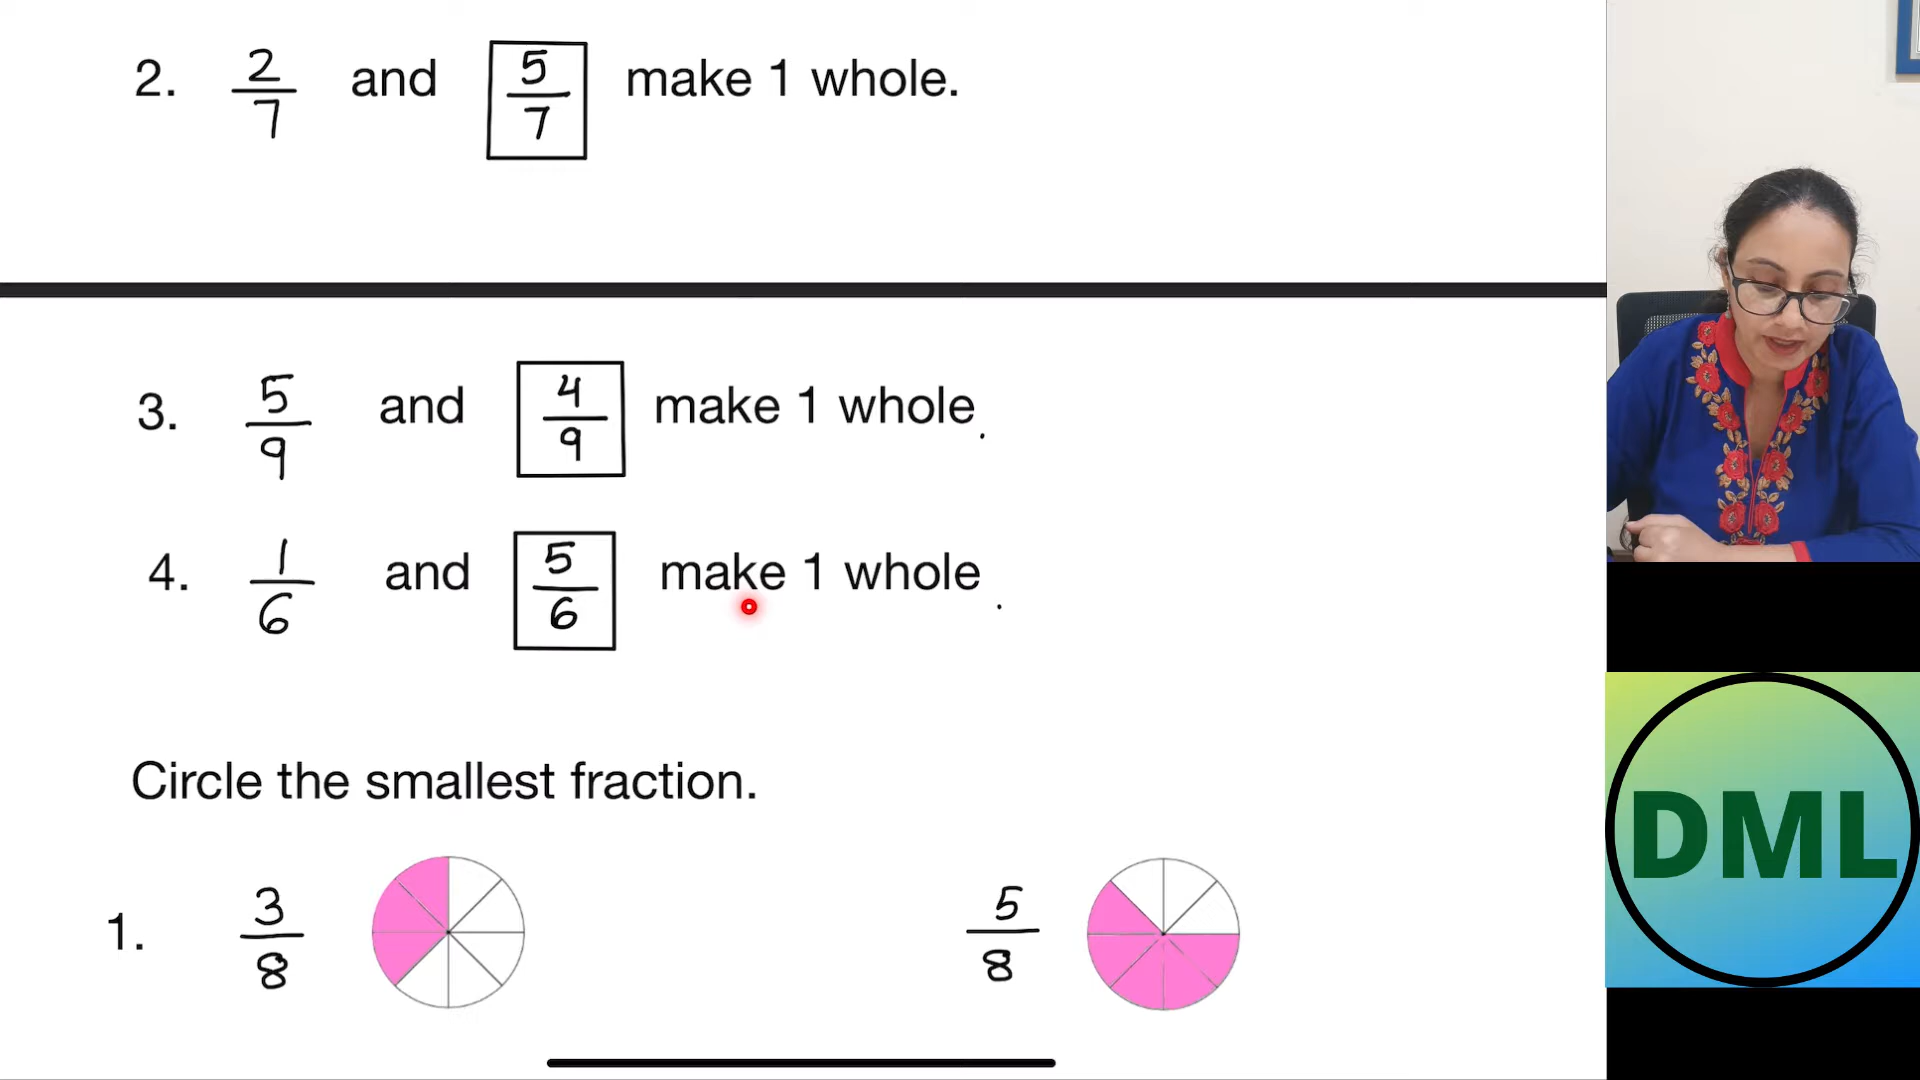 2. 2/7 and 5/7 make 1 whole.
3. 5/9 and 4/9 make 1 whole.
4. 1/6 and 5/6 make 1 whole.
Circle the smallest fraction.
1. 3/8 5/8
DML